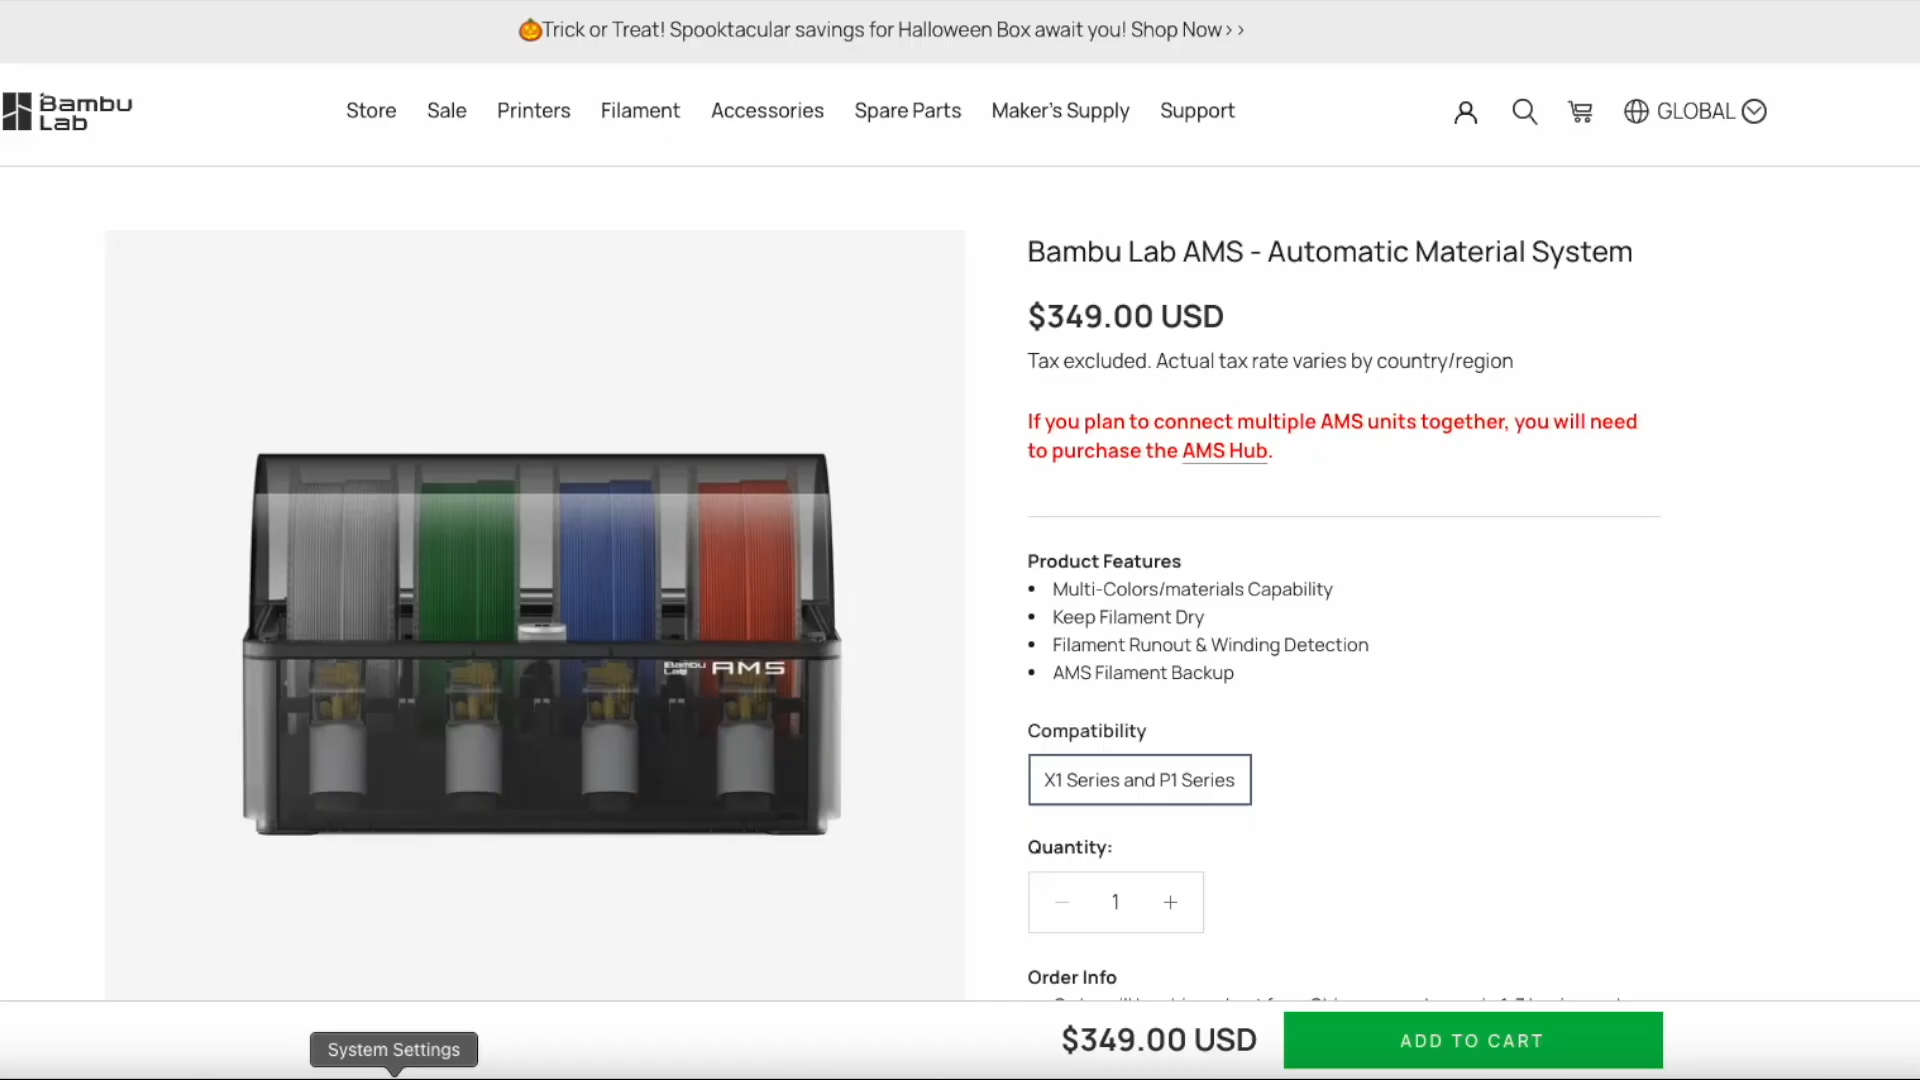 🎃Trick or Treat! Spooktacular savings for Halloween Box await you! Shop Now>>
Bambu
Lab
Store Sale Printers Filament Accessories Spare Parts Maker's Supply Support
GLOBAL
Bambu Lab AMS - Automatic Material System
$349.00 USD
Tax excluded. Actual tax rate varies by country/region
If you plan to connect multiple AMS units together, you will need
to purchase the AMS Hub.
Bambu
Lab AMS
Product Features
• Multi-Colors/materials Capability
• Keep Filament Dry
• Filament Runout & Winding Detection
• AMS Filament Backup
Compatibility
X1 Series and P1 Series
Quantity:
− 1 +
Order Info
$349.00 USD ADD TO CART
System Settings